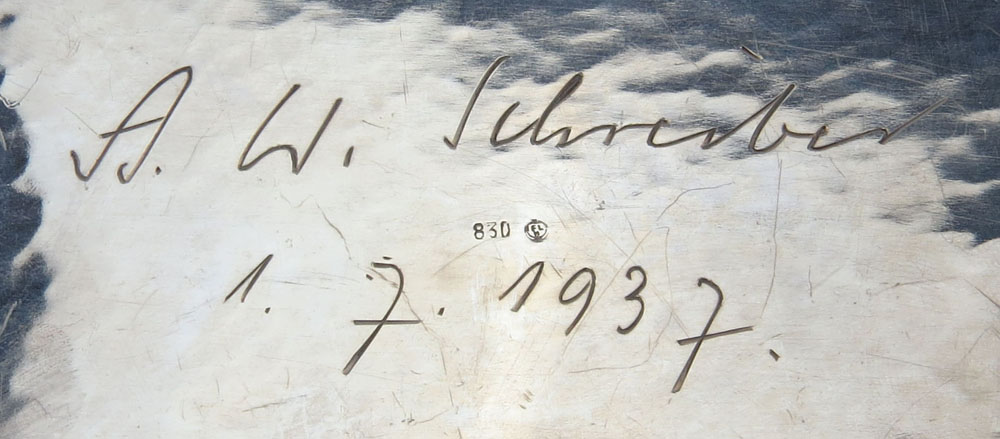 A. W. Schreiber
830
1. 7. 1937.